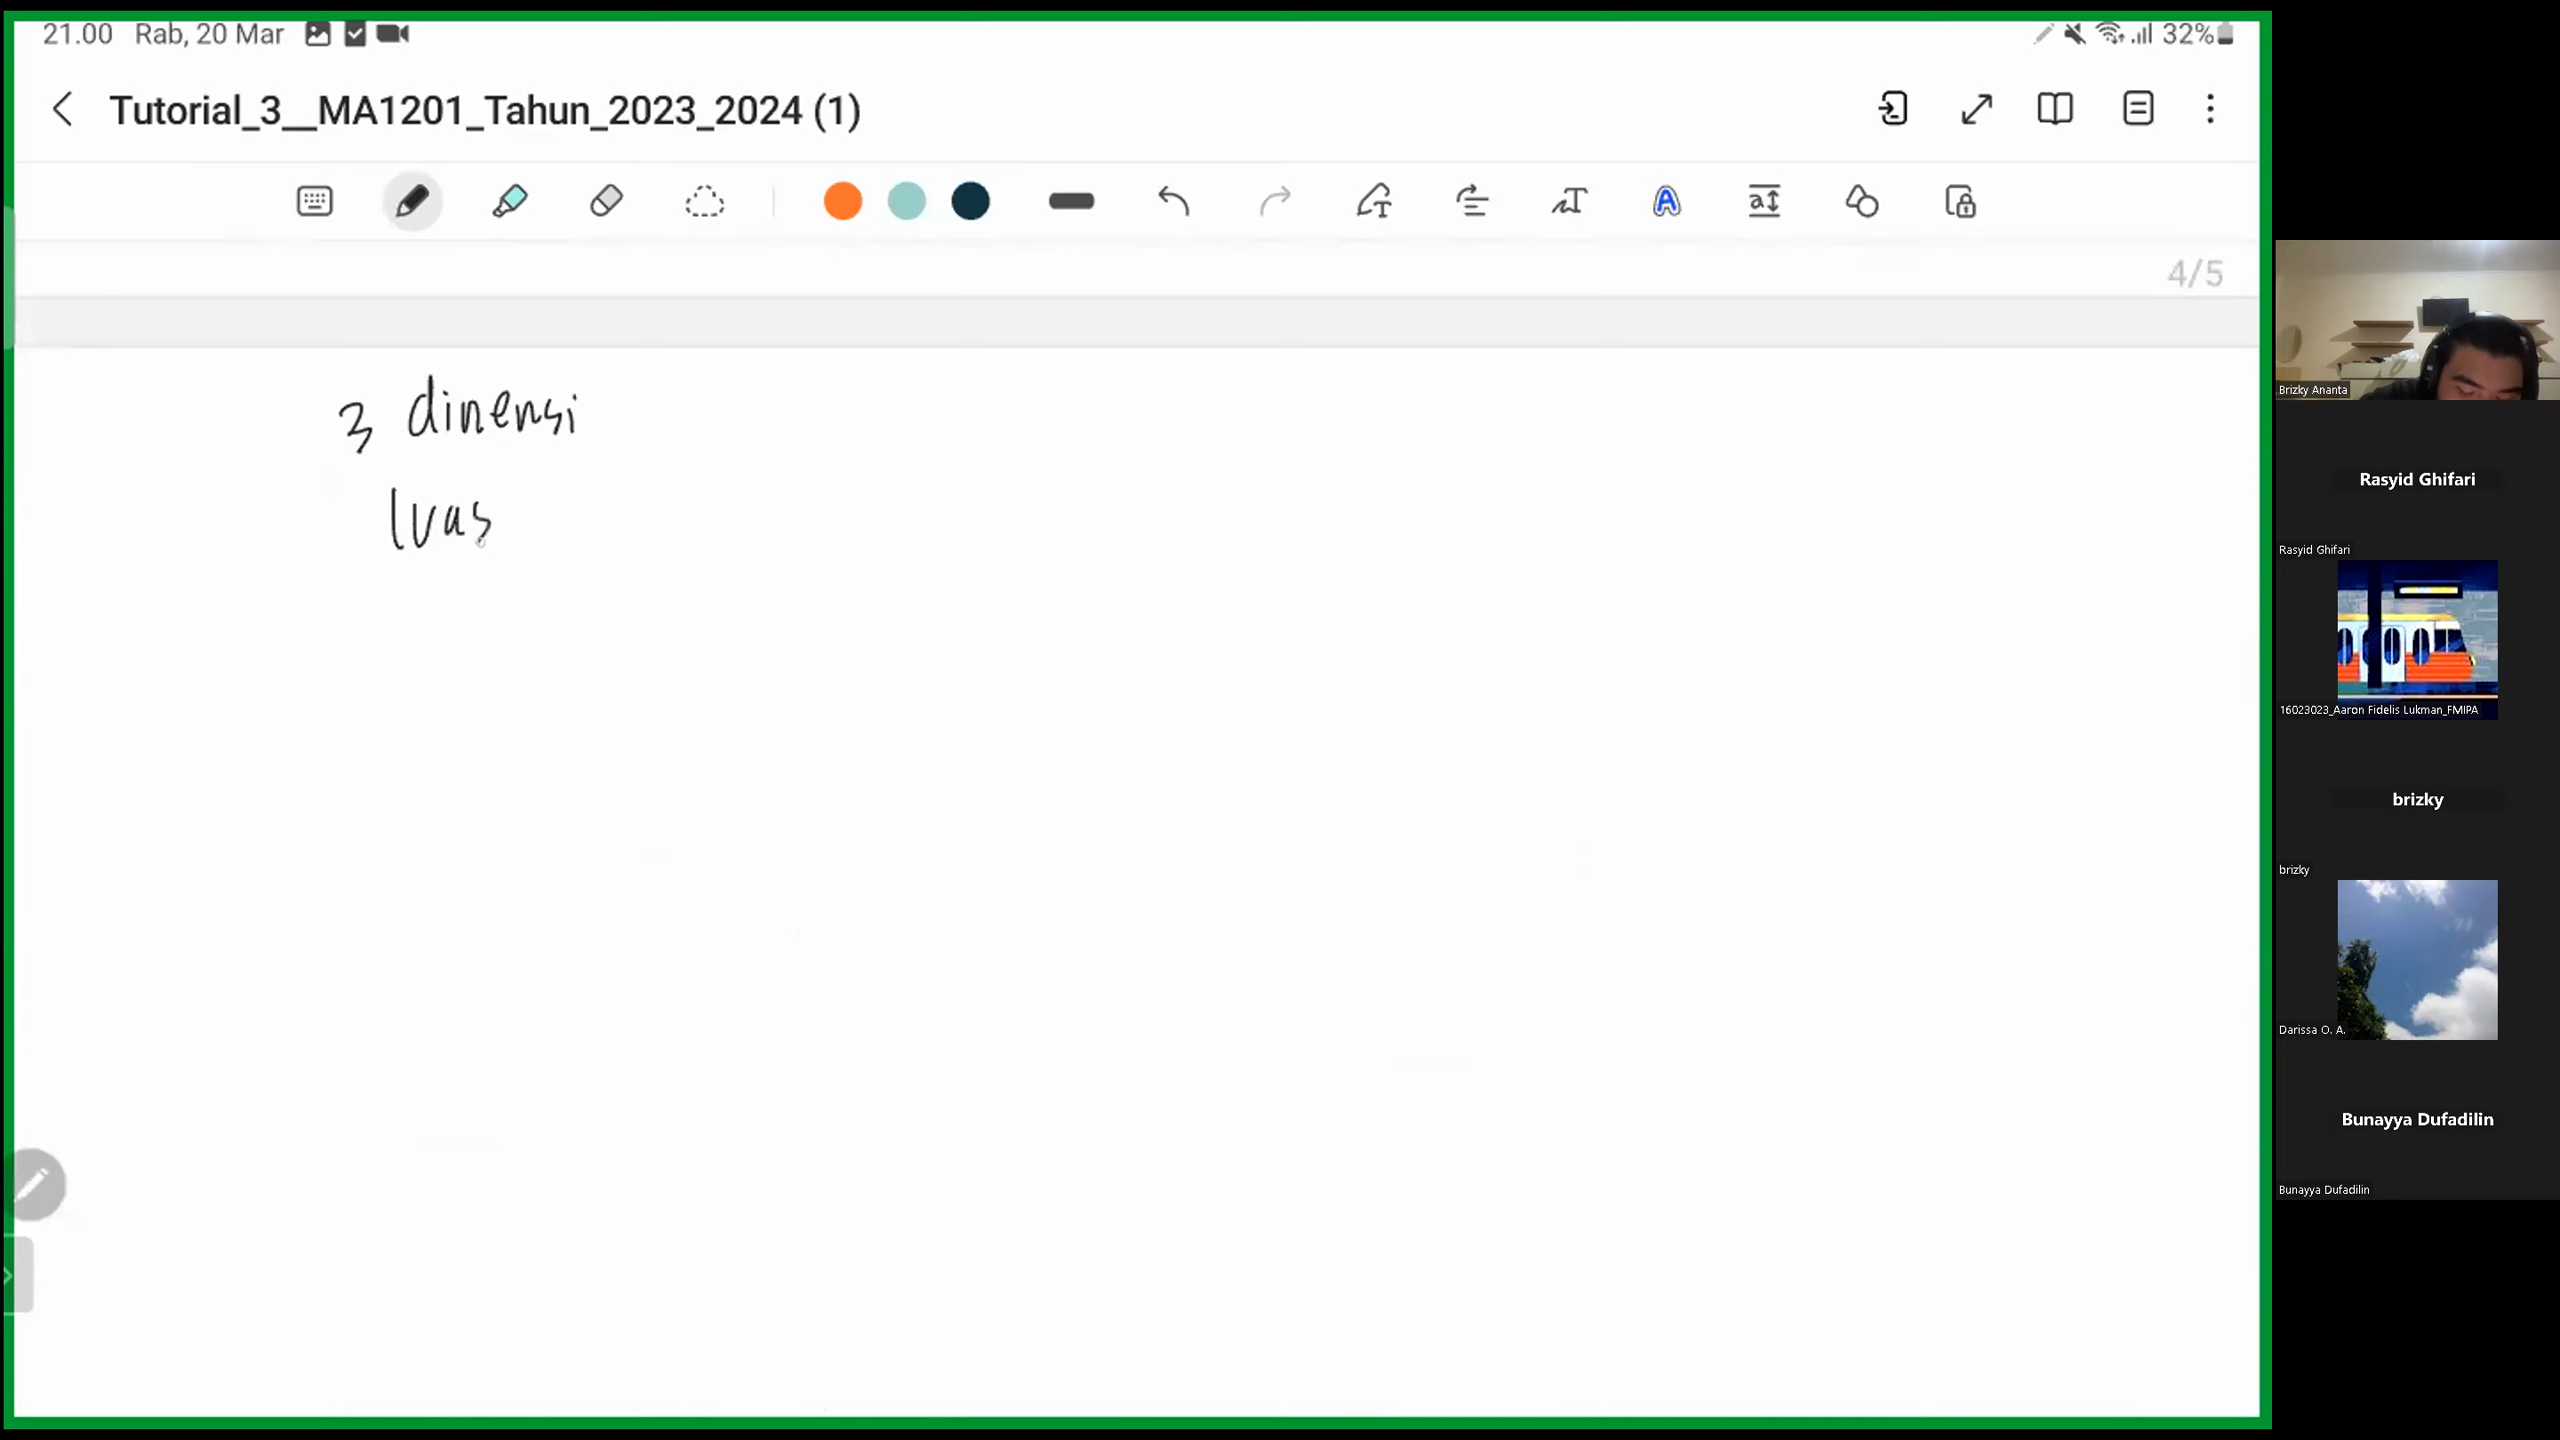 21.00 Rab, 20 Mar
32%
Tutorial_3__MA1201_Tahun_2023_2024 (1)
4/5
3 dinensi
luas
Brizky Ananta
Rasyid Ghifari
Rasyid Ghifari
16023023_Aaron Fidelis Lukman_FMIPA
brizky
brizky
Darissa O. A.
Bunayya Dufadilin
Bunayya Dufadilin